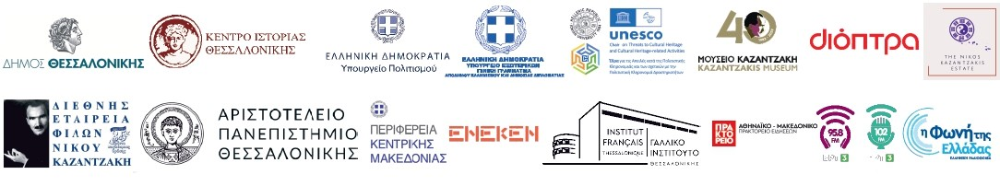 ΔΗΜΟΣ ΘΕΣΣΑΛΟΝΙΚΗΣ
ΚΕΝΤΡΟ ΙΣΤΟΡΙΑΣ
ΘΕΣΣΑΛΟΝΙΚΗΣ
ΕΛΛΗΝΙΚΗ ΔΗΜΟΚΡΑΤΙΑ
Υπουργείο Πολιτισμού
ΕΛΛΗΝΙΚΗ ΔΗΜΟΚΡΑΤΙΑ
ΥΠΟΥΡΓΕΙΟ ΕΞΩΤΕΡΙΚΩΝ
ΓΕΝΙΚΗ ΓΡΑΜΜΑΤΕΙΑ
ΑΠΟΔΗΜΟΥ ΕΛΛΗΝΙΣΜΟΥ ΚΑΙ ΔΗΜΟΣΙΑΣ ΔΙΠΛΩΜΑΤΙΑΣ
unesco
Chair on Threats to Cultural Heritage
and Cultural Heritage-related Activities
40
ΜΟΥΣΕΙΟ ΚΑΖΑΝΤΖΑΚΗ
KAZANTZAKIS MUSEUM
διόπτρα
THE NIKOS
KAZANTZAKIS
ESTATE
ΔΙΕΘΝΗΣ
ΕΤΑΙΡΕΙΑ
ΦΙΛΩΝ
ΝΙΚΟΥ
ΚΑΖΑΝΤΖΑΚΗ
ΑΡΙΣΤΟΤΕΛΕΙΟ
ΠΑΝΕΠΙΣΤΗΜΙΟ
ΘΕΣΣΑΛΟΝΙΚΗΣ
ΠΕΡΙΦΕΡΕΙΑ
ΚΕΝΤΡΙΚΗΣ
ΜΑΚΕΔΟΝΙΑΣ
ΕΝΕΚΕΝ
INSTITUT
FRANÇAIS
THESSALONIQUE
ΓΑΛΛΙΚΟ
ΙΝΣΤΙΤΟΥΤΟ
ΘΕΣΣΑΛΟΝΙΚΗΣ
ΠΡΑ
ΚΤΟ
ΡΕΙΟ
ΑΘΗΝΑΪΚΟ - ΜΑΚΕΔΟΝΙΚΟ
ΠΡΑΚΤΟΡΕΙΟ ΕΙΔΗΣΕΩΝ
95.8
FM
3
102
FM
3
η Φωνή της
Ελλάδας
ΕΛΛΗΝΙΚΗ ΡΑΔΙΟΦΩΝΙΑ